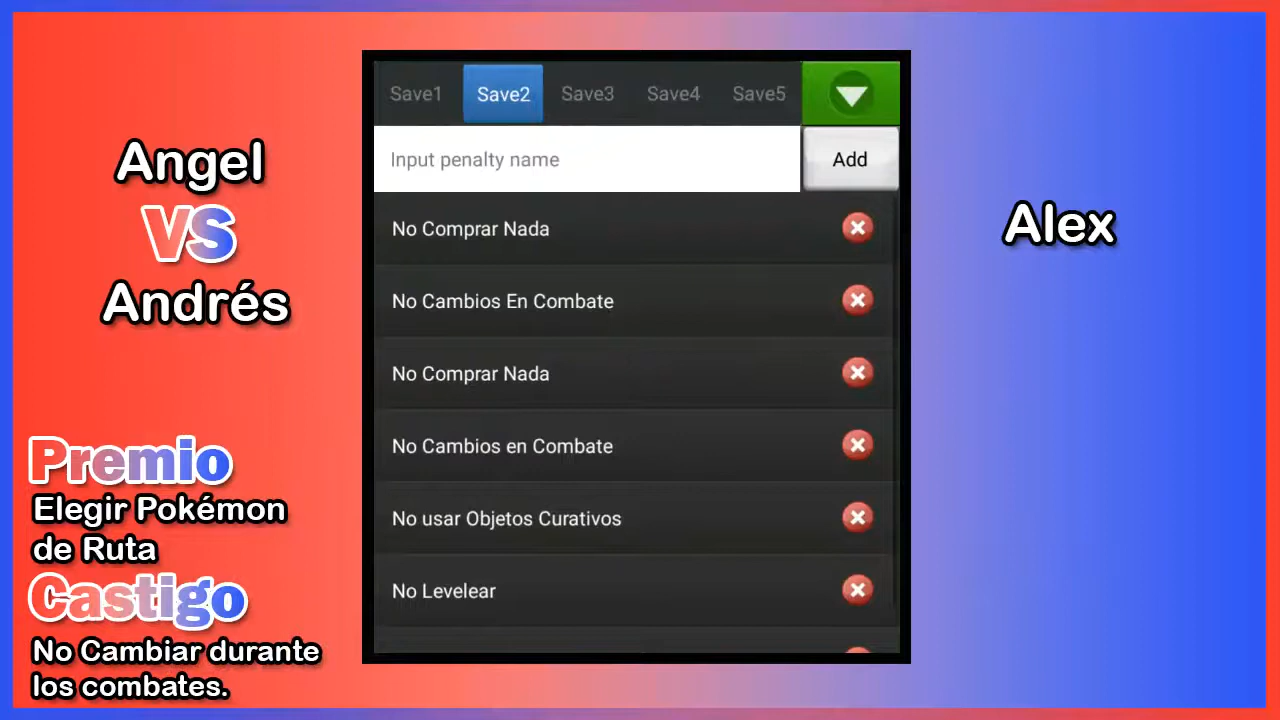 Angel
VS
Andrés
Premio
Elegir Pokémon
de Ruta
Castigo
No Cambiar durante
los combates.
Save1 Save2 Save3 Save4 Save5
Input penalty name Add
No Comprar Nada
No Cambios En Combate
No Comprar Nada
No Cambios en Combate
No usar Objetos Curativos
No Levelear
Alex